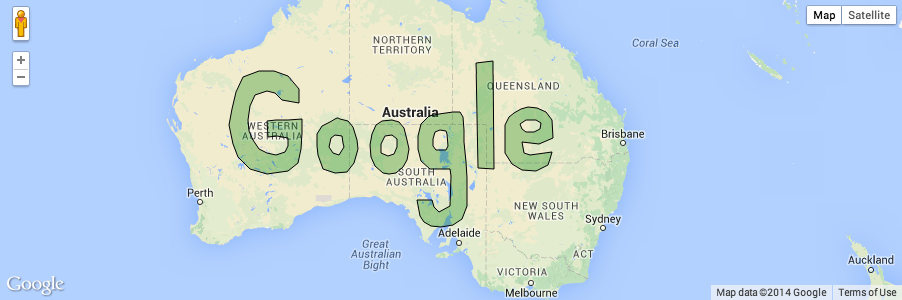 Map Satellite
NORTHERN
TERRITORY
Coral Sea
QUEENSLAND
Australia
Google
WESTERN
AUSTRALIA
Brisbane
SOUTH
AUSTRALIA
Perth
NEW SOUTH
WALES
Sydney
Adelaide
Great
Australian
Bight
ACT
Auckland
VICTORIA
Google
Melbourne
Map data ©2014 Google Terms of Use